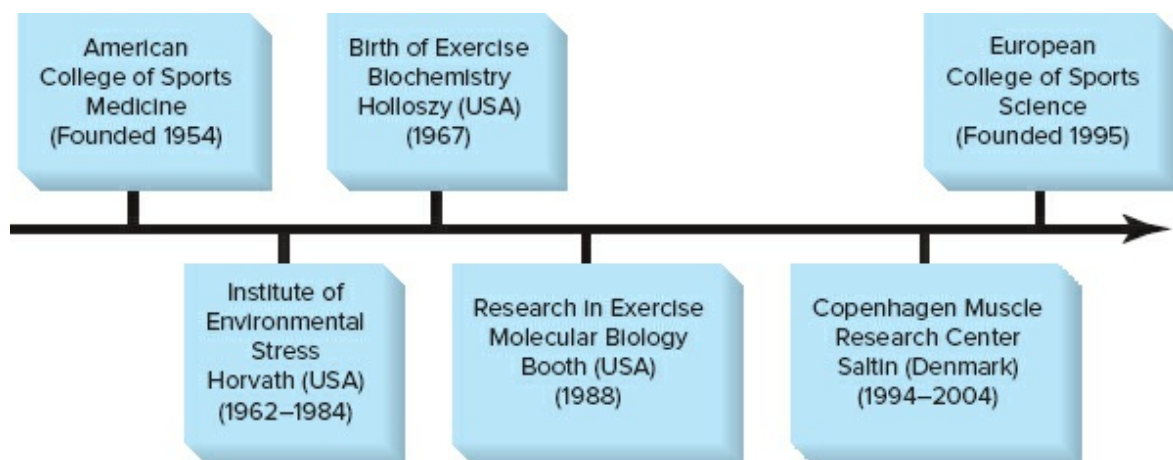 American
College of Sports
Medicine
(Founded 1954)
Birth of Exercise
Biochemistry
Holloszy (USA)
(1967)
European
College of Sports
Science
(Founded 1995)
Institute of
Environmental
Stress
Horvath (USA)
(1962–1984)
Research in Exercise
Molecular Biology
Booth (USA)
(1988)
Copenhagen Muscle
Research Center
Saltin (Denmark)
(1994–2004)